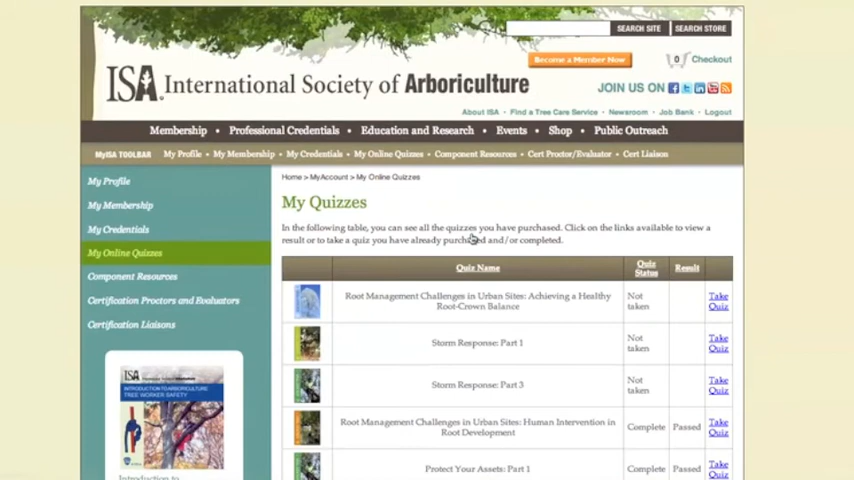 SEARCH SITE
SEARCH STORE
Become a Member Now
0 Checkout
ISA International Society of Arboriculture
JOIN US ON
About ISA • Find a Tree Care Service • Newsroom • Job Bank • Logout
Membership • Professional Credentials • Education and Research • Events • Shop • Public Outreach
MyISA TOOLBAR My Profile • My Membership • My Credentials • My Online Quizzes • Component Resources • Cert Proctor/Evaluator • Cert Liaison
My Profile
My Membership
My Credentials
My Online Quizzes
Component Resources
Certification Proctors and Evaluators
Certification Liaisons
ISA
INTRODUCTION TO ARBORICULTURE
TREE WORKER SAFETY
Introduction to
Home > MyAccount > My Online Quizzes
My Quizzes
In the following table, you can see all the quizzes you have purchased. Click on the links available to view a
result or to take a quiz you have already purchased and/or completed.
Quiz Name
Quiz
Status
Result
Root Management Challenges in Urban Sites: Achieving a Healthy
Root-Crown Balance
Not
taken
Take
Quiz
Storm Response: Part 1
Not
taken
Take
Quiz
Storm Response: Part 3
Not
taken
Take
Quiz
Root Management Challenges in Urban Sites: Human Intervention in
Root Development
Complete
Passed
Take
Quiz
Protect Your Assets: Part 1
Complete
Passed
Take
Quiz